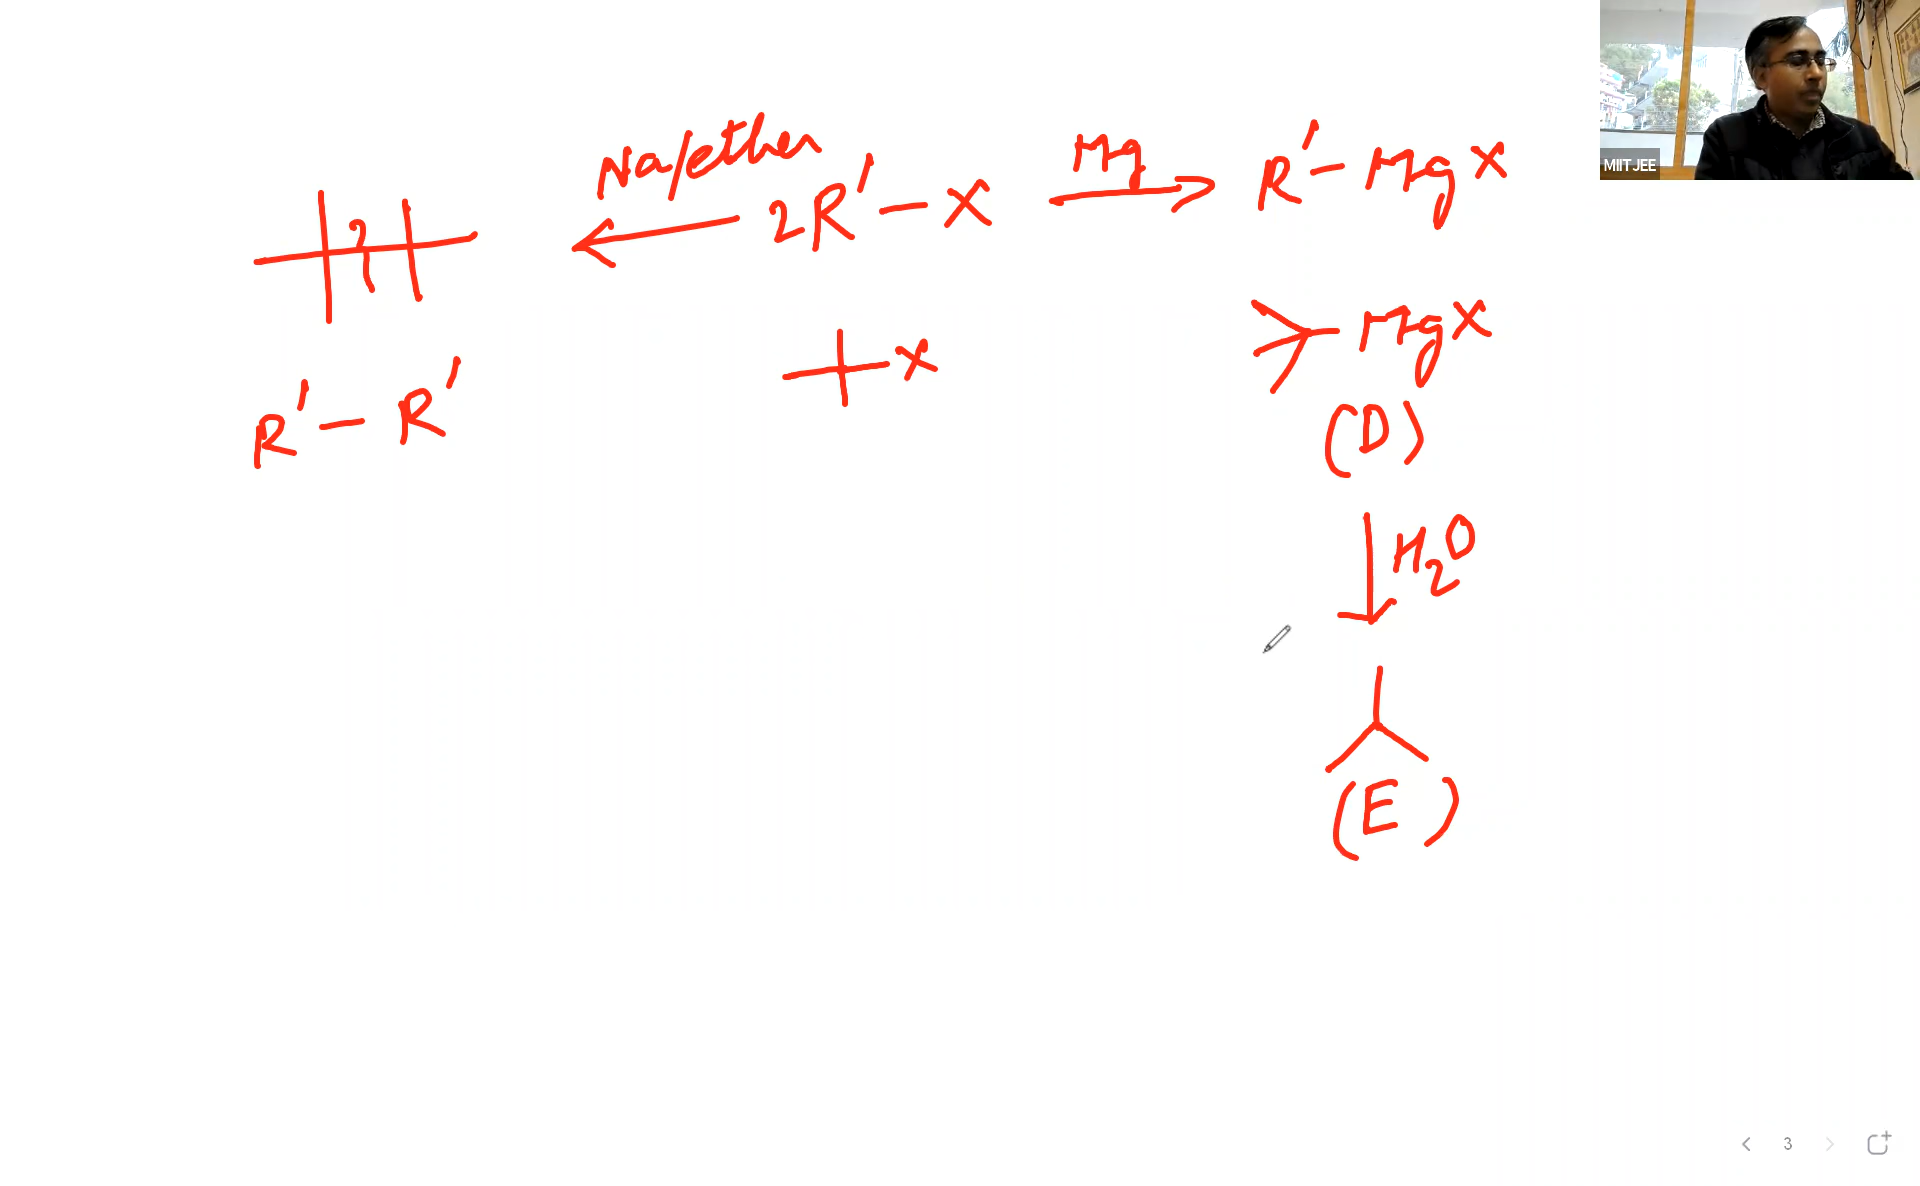 Na/ether
2R'-X
Mg
R'-MgX
MIIT JEE
X
MgX
R'-R'
(D)
H2O
(E)
3